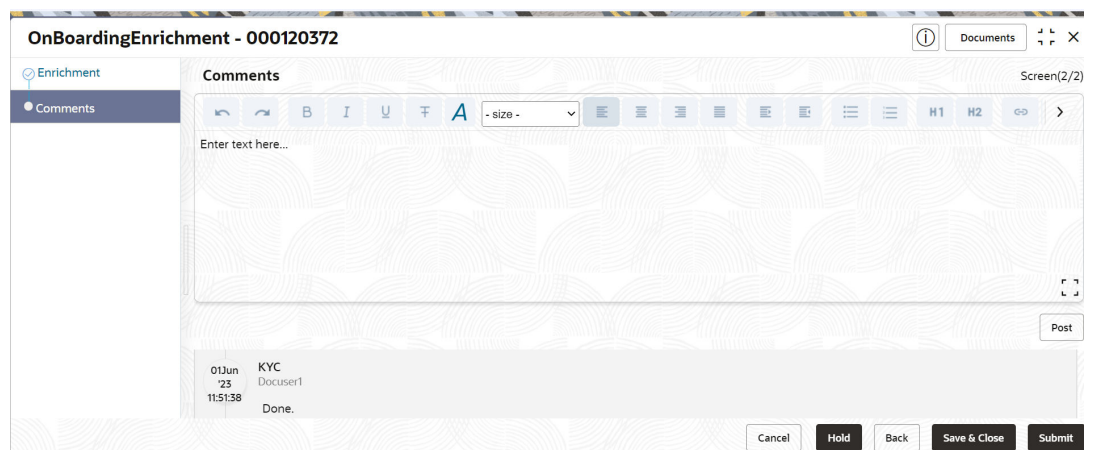 OnBoardingEnrichment - 000120372
Documents
Enrichment
Comments
Comments
Screen(2/2)
B I U T A - size - H1 H2
Enter text here...
Post
01Jun
'23
11:51:38
KYC
Docuser1
Done.
Cancel Hold Back Save & Close Submit